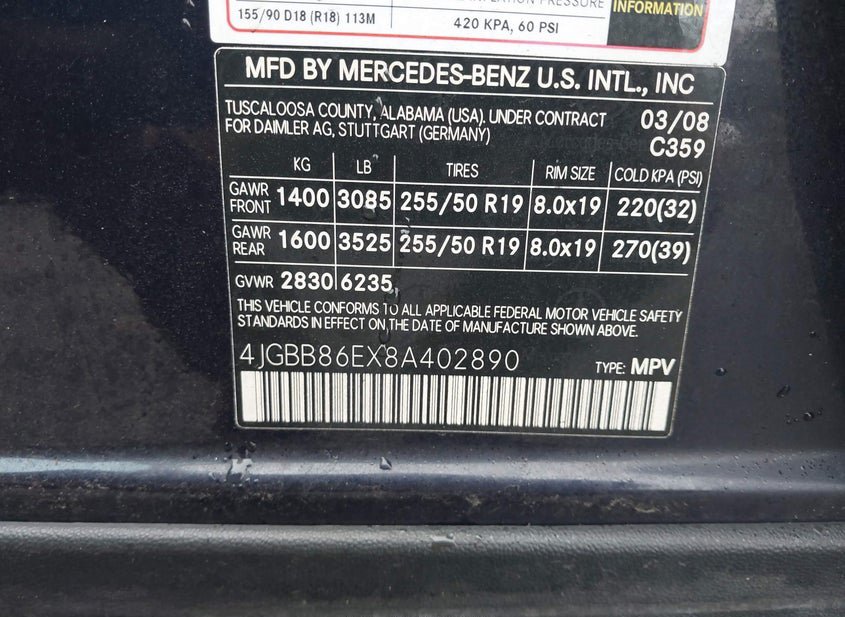 INFORMATION
155/90 D18 (R18) 113M
420 KPA, 60 PSI
MFD BY MERCEDES-BENZ U.S. INTL., INC
TUSCALOOSA COUNTY, ALABAMA (USA). UNDER CONTRACT
FOR DAIMLER AG, STUTTGART (GERMANY)
03/08
C359
KG LB TIRES RIM SIZE COLD KPA (PSI)
GAWR FRONT 1400 3085 255/50 R19 8.0x19 220(32)
GAWR REAR 1600 3525 255/50 R19 8.0x19 270(39)
GVWR 2830 6235
THIS VEHICLE CONFORMS TO ALL APPLICABLE FEDERAL MOTOR VEHICLE SAFETY
STANDARDS IN EFFECT ON THE DATE OF MANUFACTURE SHOWN ABOVE.
4JGBB86EX8A402890 TYPE: MPV